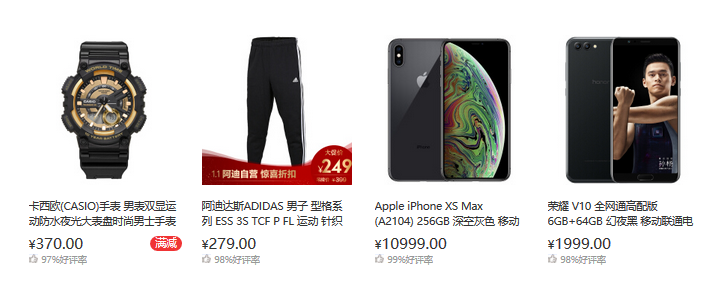 卡西欧(CASIO)手表 男表双显运
动防水夜光大表盘时尚男士手表
¥370.00
满减
97%好评率
大促价
¥249
1.1 阿迪自营 惊喜折扣
阿迪达斯ADIDAS 男子 型格系
列 ESS 3S TCF P FL 运动 针织
¥279.00
98%好评率
iPhone
Apple iPhone XS Max
(A2104) 256GB 深空灰色 移动
¥10999.00
99%好评率
荣耀 V10 全网通高配版
6GB+64GB 幻夜黑 移动联通电
¥1999.00
98%好评率